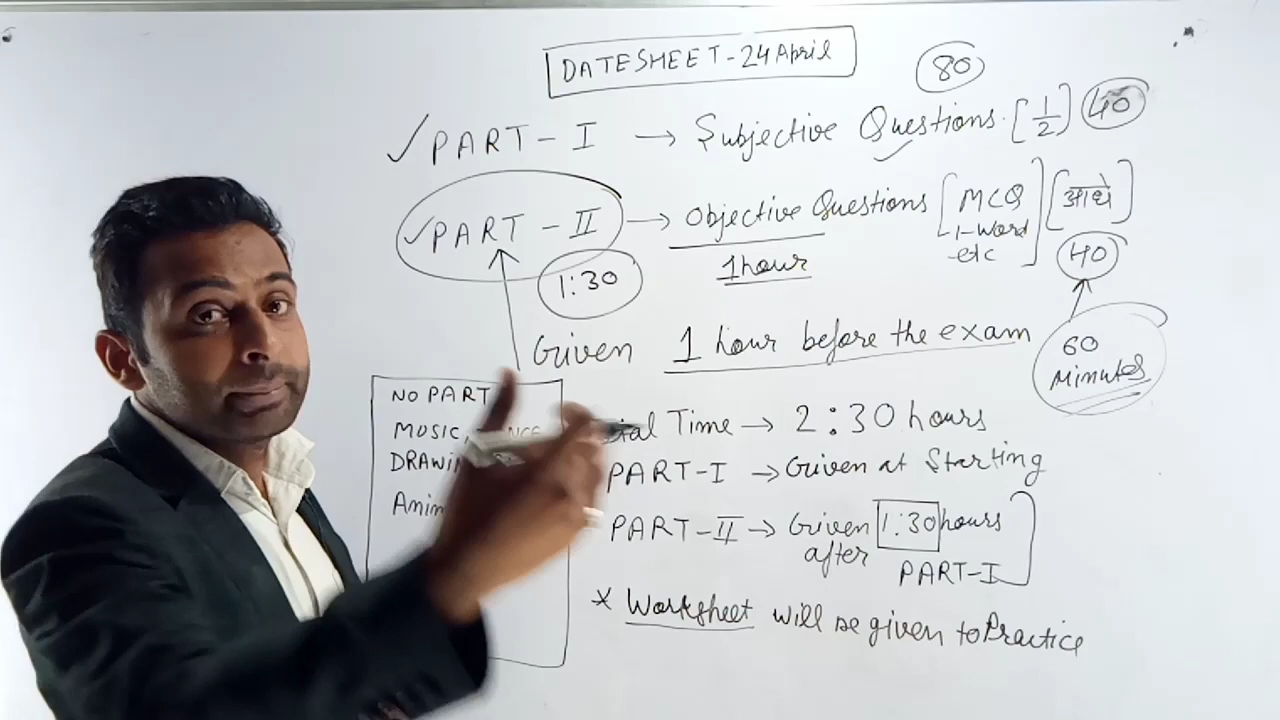 DATESHEET - 24 April
80
✓ PART - I → Subjective Questions. [1/2] 40
✓ PART - II → Objective Questions [MCQ 1-word etc] [आधे]
1 hour
40
1:30
Given 1 hour before the exam
60 Minutes
NO PART
MUSIC,
Anim
Time → 2:30 hours
PART-I → Given at Starting
PART-II → Given 1:30 hours
after PART-I
* Worksheet will be given to Practice